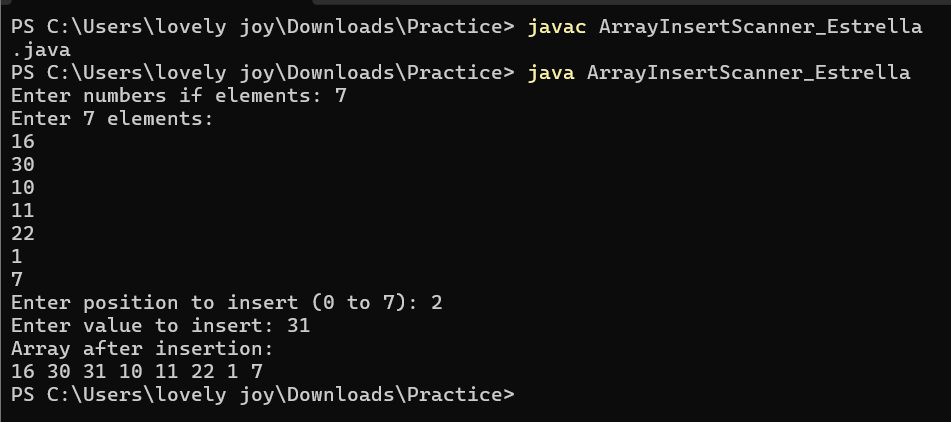 PS C:\Users\lovely joy\Downloads\Practice> javac ArrayInsertScanner_Estrella
.java
PS C:\Users\lovely joy\Downloads\Practice> java ArrayInsertScanner_Estrella
Enter numbers if elements: 7
Enter 7 elements:
16
30
10
11
22
1
7
Enter position to insert (0 to 7): 2
Enter value to insert: 31
Array after insertion:
16 30 31 10 11 22 1 7
PS C:\Users\lovely joy\Downloads\Practice>